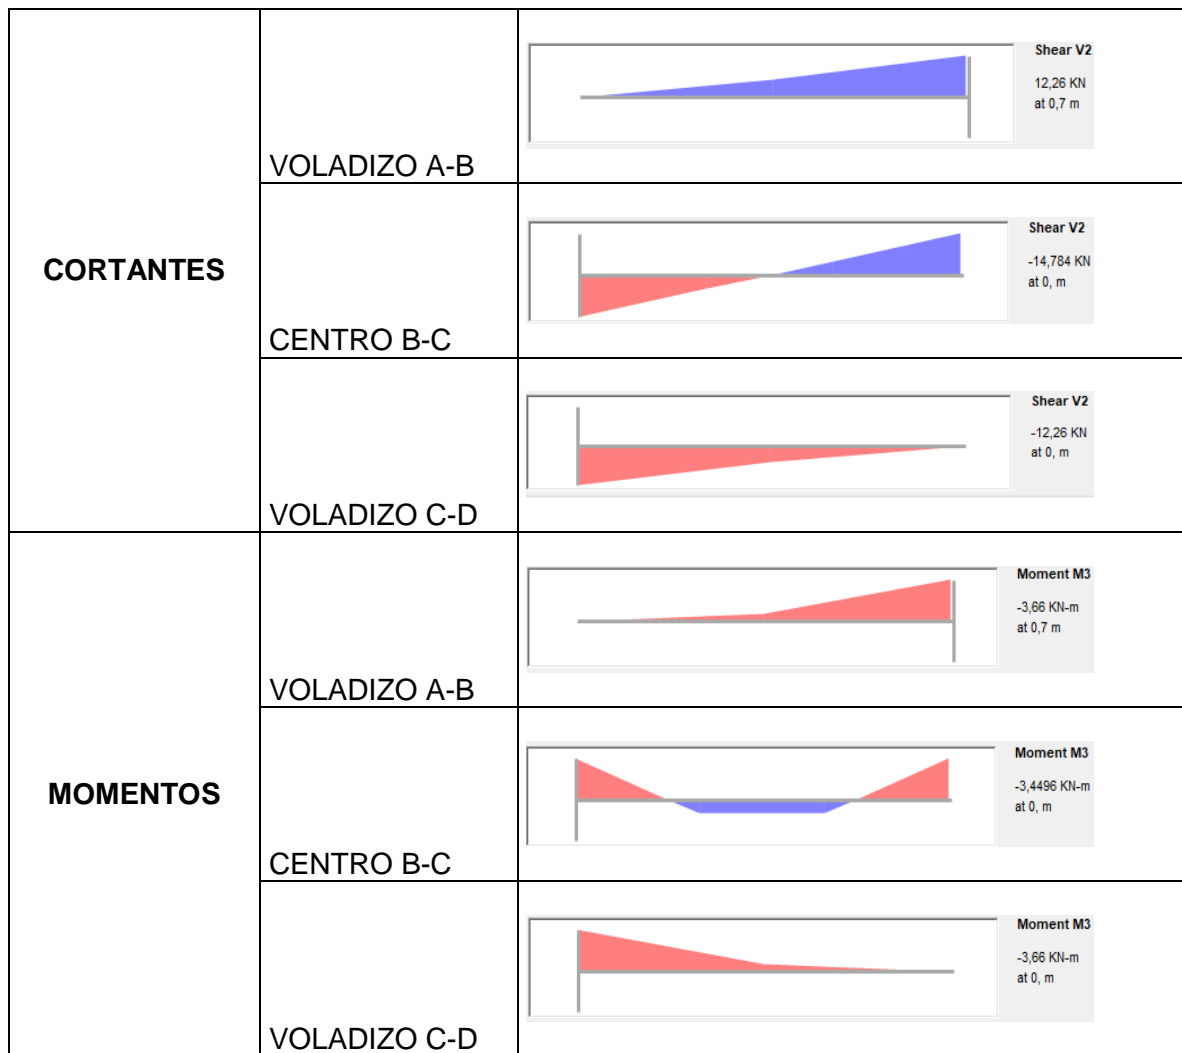 CORTANTES
VOLADIZO A-B
Shear V2
12,26 KN
at 0,7 m
CENTRO B-C
Shear V2
-14,784 KN
at 0, m
VOLADIZO C-D
Shear V2
-12,26 KN
at 0, m
MOMENTOS
VOLADIZO A-B
Moment M3
-3,66 KN-m
at 0,7 m
CENTRO B-C
Moment M3
-3,4496 KN-m
at 0, m
VOLADIZO C-D
Moment M3
-3,66 KN-m
at 0, m